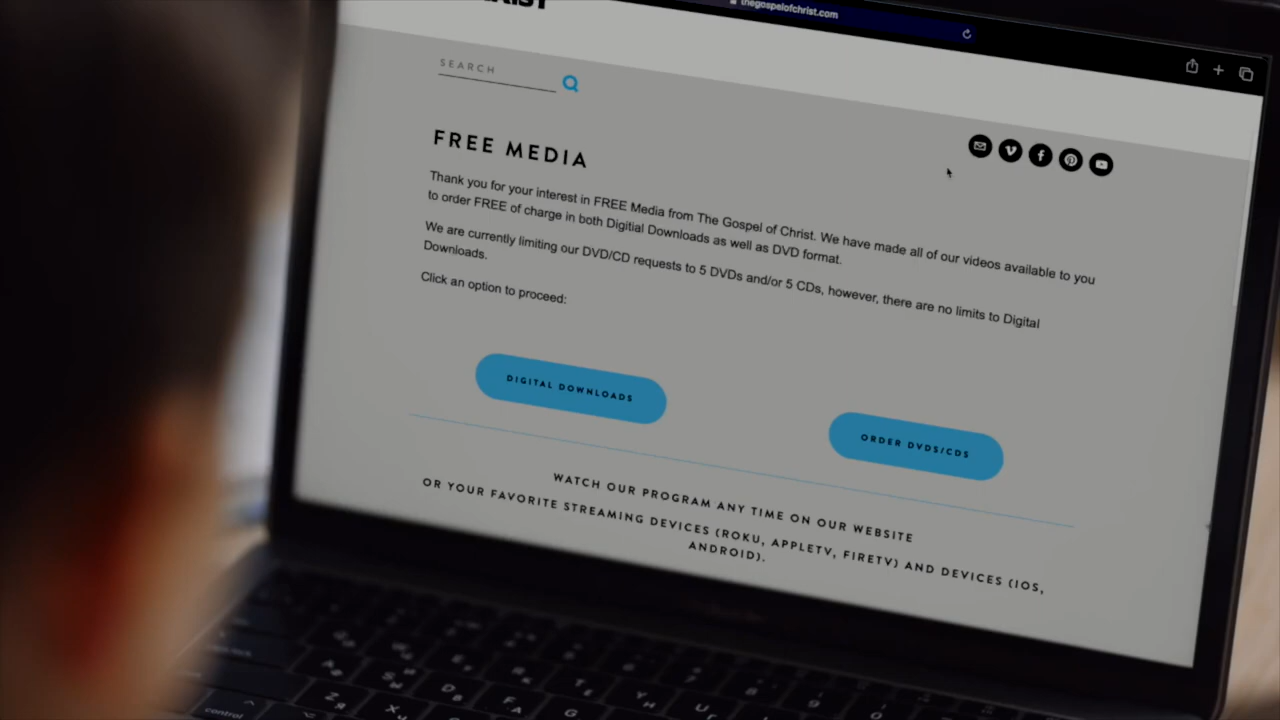 thegospelofchrist.com
SEARCH
FREE MEDIA
Thank you for your interest in FREE Media from The Gospel of Christ. We have made all of our videos available to you
to order FREE of charge in both Digitial Downloads as well as DVD format.
We are currently limiting our DVD/CD requests to 5 DVDs and/or 5 CDs, however, there are no limits to Digital
Downloads.
Click an option to proceed:
DIGITAL DOWNLOADS
ORDER DVDS/CDS
WATCH OUR PROGRAM ANY TIME ON OUR WEBSITE
OR YOUR FAVORITE STREAMING DEVICES (ROKU, APPLETV, FIRETV) AND DEVICES (IOS,
ANDROID).
control